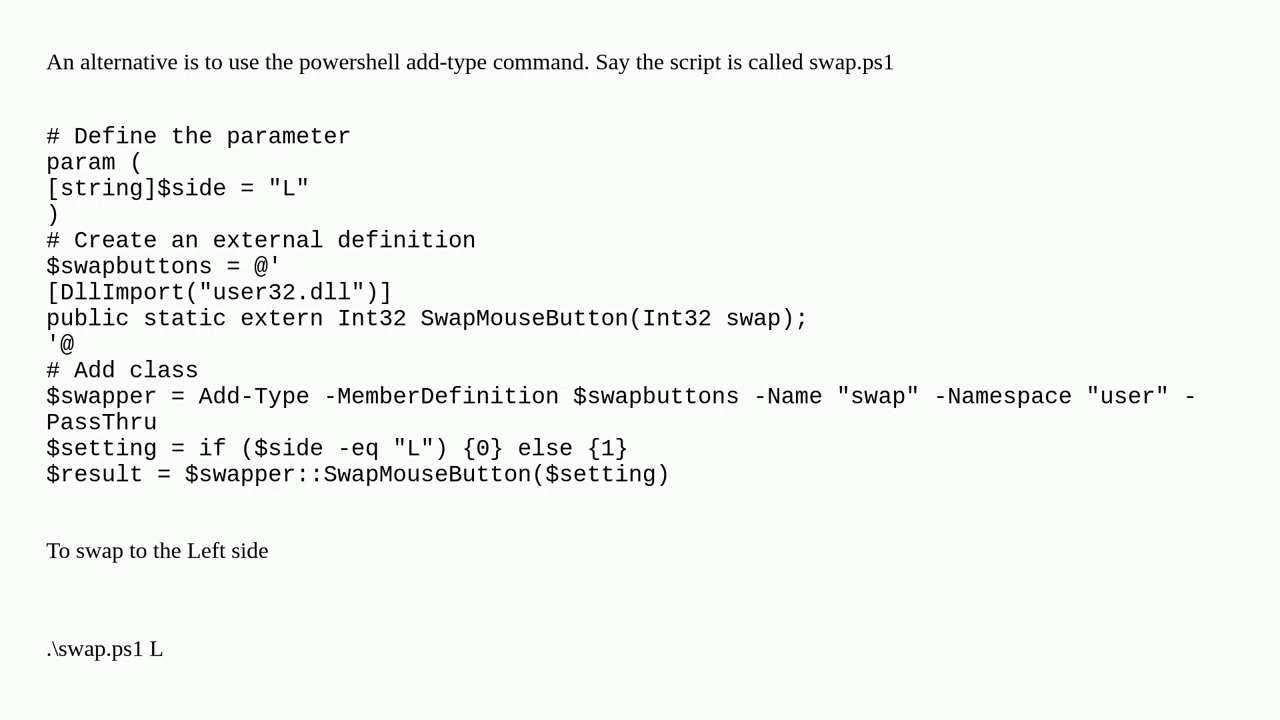 An alternative is to use the powershell add-type command. Say the script is called swap.ps1
# Define the parameter
param (
[string]$side = "L"
)
# Create an external definition
$swapbuttons = @'
[DllImport("user32.dll")]
public static extern Int32 SwapMouseButton(Int32 swap);
'@
# Add class
$swapper = Add-Type -MemberDefinition $swapbuttons -Name "swap" -Namespace "user" -
PassThru
$setting = if ($side -eq "L") {0} else {1}
$result = $swapper::SwapMouseButton($setting)
To swap to the Left side
.\swap.ps1 L